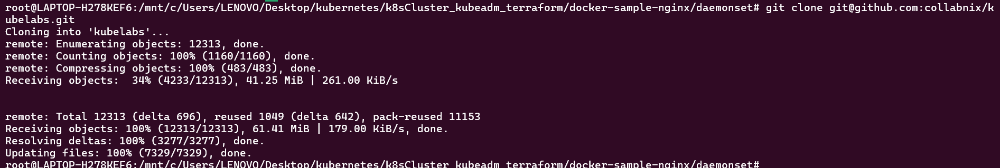 root@LAPTOP-H278KEF6:/mnt/c/Users/LENOVO/Desktop/kubernetes/k8sCluster_kubeadm_terraform/docker-sample-nginx/daemonset# git clone git@github.com:collabnix/k
ubelabs.git
Cloning into 'kubelabs'...
remote: Enumerating objects: 12313, done.
remote: Counting objects: 100% (1160/1160), done.
remote: Compressing objects: 100% (483/483), done.
Receiving objects:  34% (4233/12313), 41.25 MiB | 261.00 KiB/s
remote: Total 12313 (delta 696), reused 1049 (delta 642), pack-reused 11153
Receiving objects: 100% (12313/12313), 61.41 MiB | 179.00 KiB/s, done.
Resolving deltas: 100% (3277/3277), done.
Updating files: 100% (7329/7329), done.
root@LAPTOP-H278KEF6:/mnt/c/Users/LENOVO/Desktop/kubernetes/k8sCluster_kubeadm_terraform/docker-sample-nginx/daemonset#